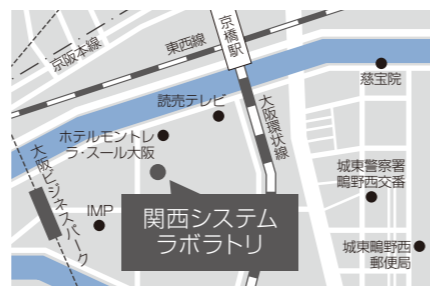 京阪本線
東西線
京橋駅
慈宝院
読売テレビ
大阪環状線
ホテルモントレ
ラ・スール大阪
大阪ビジネスパーク
城東警察署
鴫野西交番
IMP
関西システム
ラボラトリ
城東鴫野西
郵便局